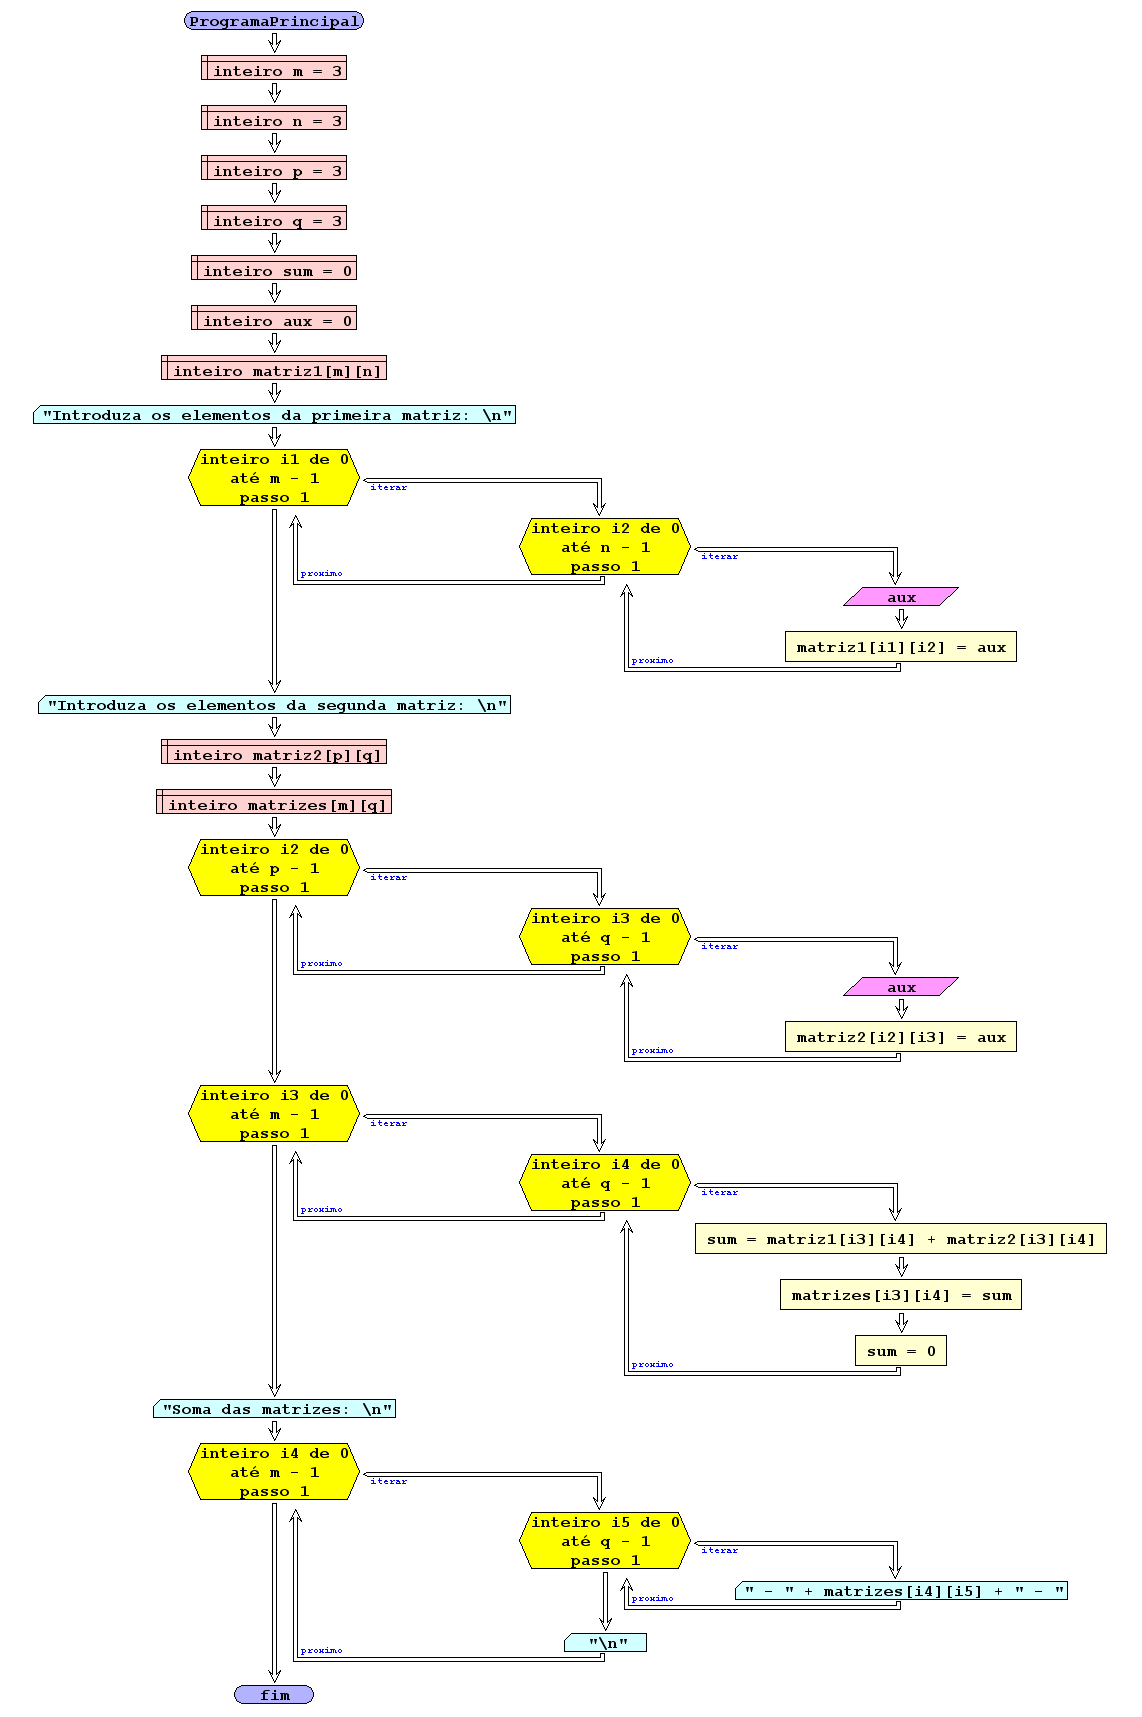 ProgramaPrincipal
inteiro m = 3
inteiro n = 3
inteiro p = 3
inteiro q = 3
inteiro sum = 0
inteiro aux = 0
inteiro matriz1[m][n]
"Introduza os elementos da primeira matriz: \n"
inteiro i1 de 0
até m - 1
passo 1
iterar
inteiro i2 de 0
até n - 1
passo 1
iterar
proximo
aux
matriz1[i1][i2] = aux
proximo
"Introduza os elementos da segunda matriz: \n"
inteiro matriz2[p][q]
inteiro matrizes[m][q]
inteiro i2 de 0
até p - 1
passo 1
iterar
inteiro i3 de 0
até q - 1
passo 1
iterar
proximo
aux
matriz2[i2][i3] = aux
proximo
inteiro i3 de 0
até m - 1
passo 1
iterar
inteiro i4 de 0
até q - 1
passo 1
iterar
proximo
sum = matriz1[i3][i4] + matriz2[i3][i4]
matrizes[i3][i4] = sum
sum = 0
proximo
"Soma das matrizes: \n"
inteiro i4 de 0
até m - 1
passo 1
iterar
inteiro i5 de 0
até q - 1
passo 1
iterar
" - " + matrizes[i4][i5] + " - "
proximo
"\n"
proximo
fim